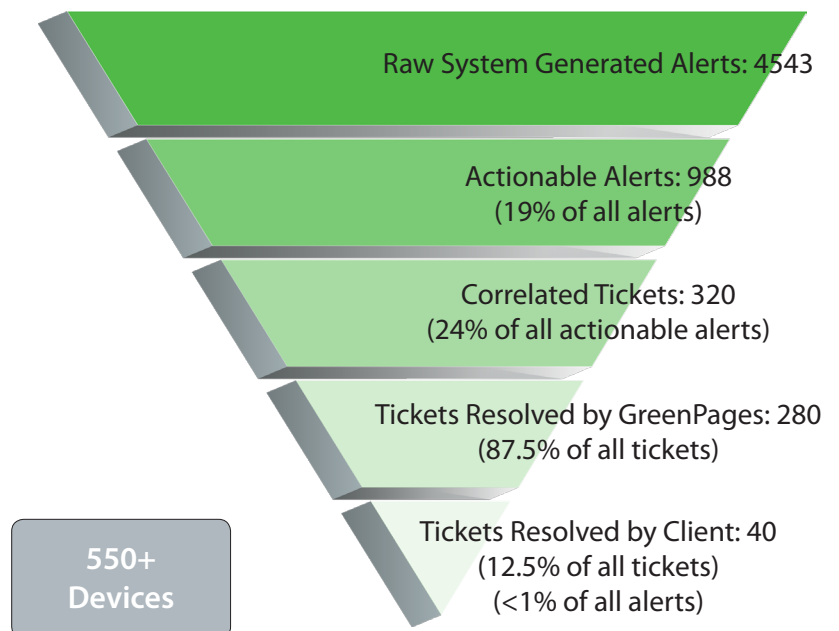 Raw System Generated Alerts: 4543
Actionable Alerts: 988
(19% of all alerts)
Correlated Tickets: 320
(24% of all actionable alerts)
Tickets Resolved by GreenPages: 280
(87.5% of all tickets)
Tickets Resolved by Client: 40
(12.5% of all tickets)
(<1% of all alerts)
550+
Devices